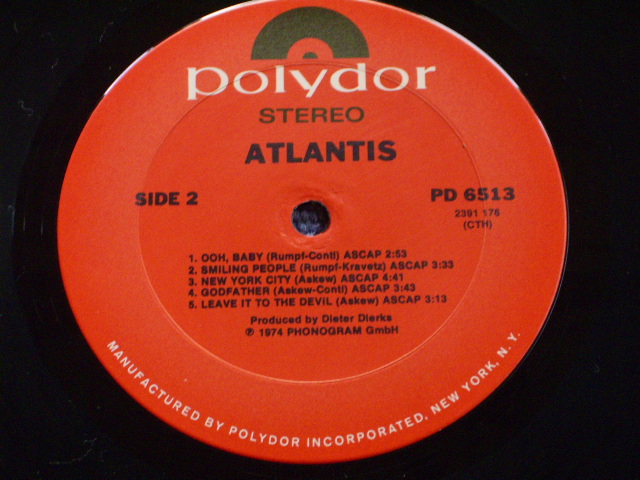 polydor
STEREO
ATLANTIS
SIDE 2
PD 6513
2391 176
(CTH)
1. OOH, BABY (Rumpf-Conti) ASCAP 2:53
2. SMILING PEOPLE (Rumpf-Kravetz) ASCAP 3:33
3. NEW YORK CITY (Askew) ASCAP 4:41
4. GODFATHER (Askew-Conti) ASCAP 3:43
5. LEAVE IT TO THE DEVIL (Askew) ASCAP 3:13
Produced by Dieter Dierks
℗ 1974 PHONOGRAM GmbH
MANUFACTURED BY POLYDOR INCORPORATED, NEW YORK, N. Y.